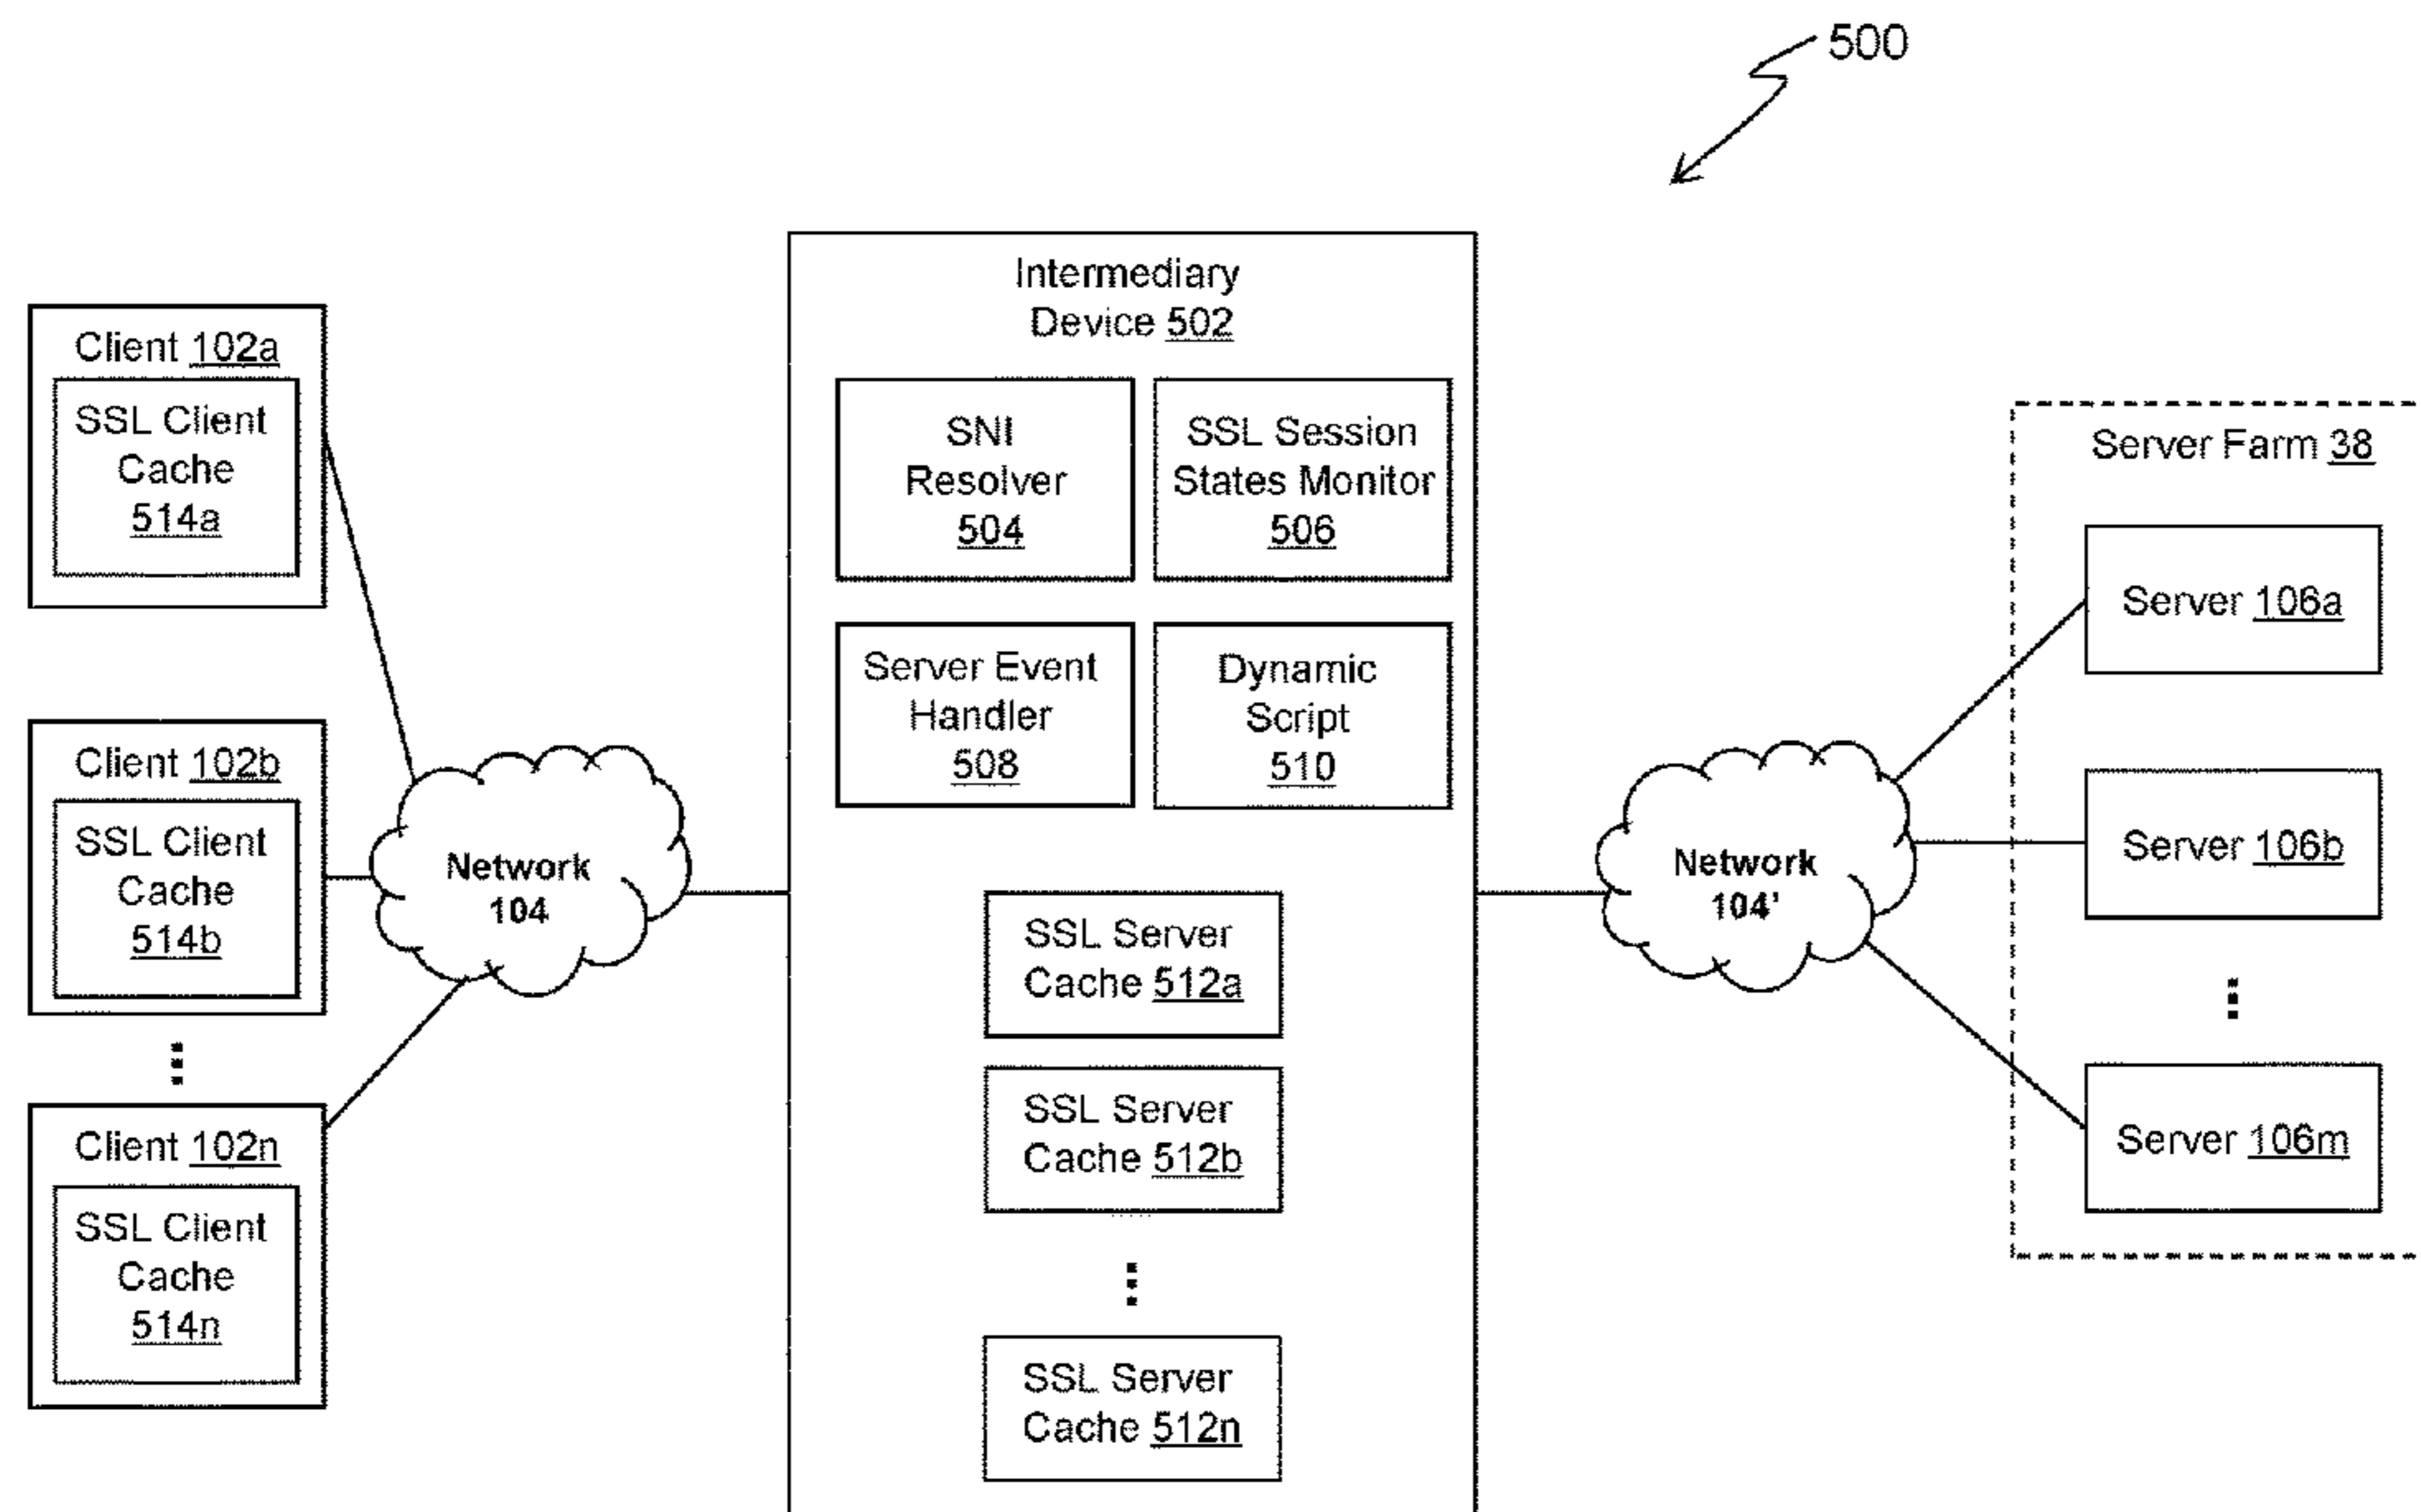 500
Client 102a
SSL Client
Cache
514a
Client 102b
SSL Client
Cache
514b
Client 102n
SSL Client
Cache
514n
Network
104
Intermediary
Device 502
SNI
Resolver
504
SSL Session
States Monitor
506
Server Event
Handler
508
Dynamic
Script
510
SSL Server
Cache 512a
SSL Server
Cache 512b
SSL Server
Cache 512n
Network
104'
Server Farm 38
Server 106a
Server 106b
Server 106m